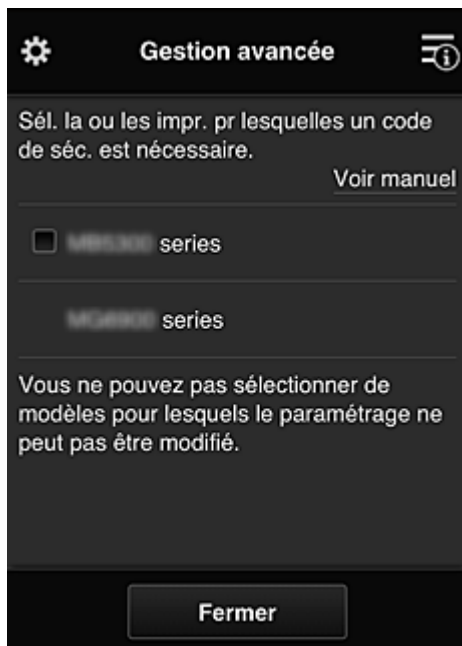 Gestion avancée
Sél. la ou les impr. pr lesquelles un code
de séc. est nécessaire.
Voir manuel
series
series
Vous ne pouvez pas sélectionner de
modèles pour lesquels le paramétrage ne
peut pas être modifié.
Fermer